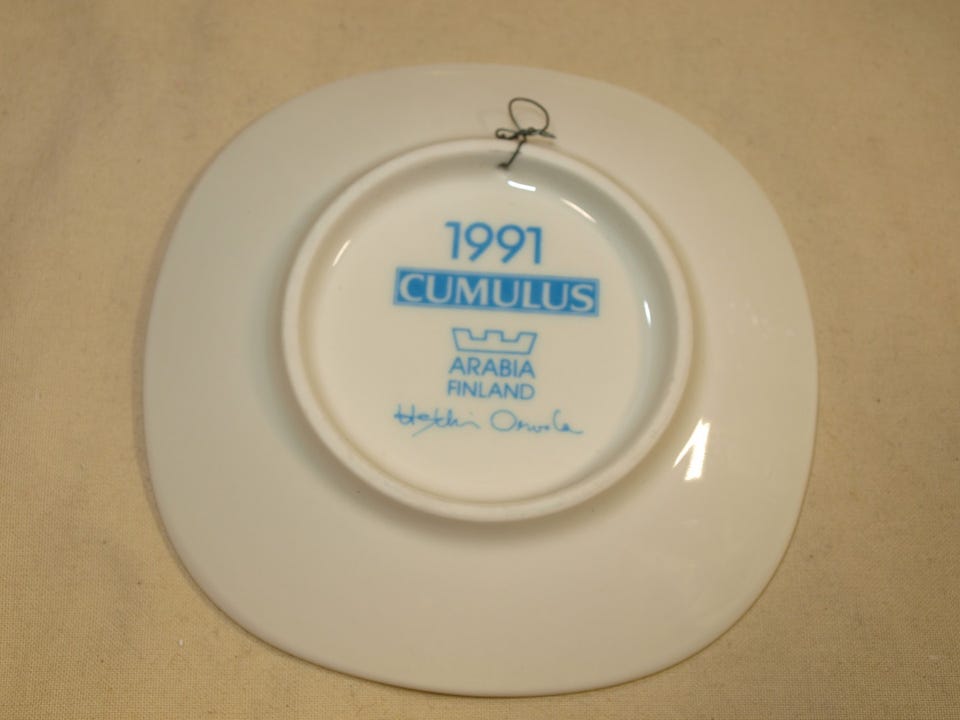 1991
CUMULUS
ARABIA
FINLAND
Heikki Orvola